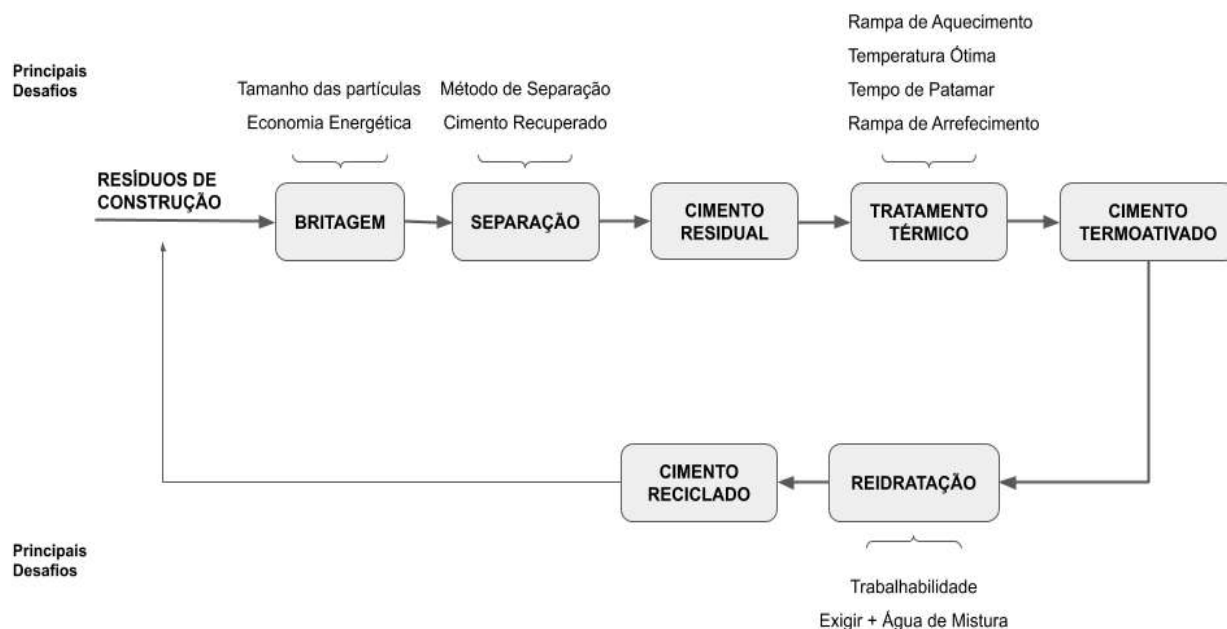 Rampa de Aquecimento
Temperatura Ótima
Tempo de Patamar
Rampa de Arrefecimento
Principais
Desafios
Tamanho das partículas
Economia Energética
Método de Separação
Cimento Recuperado
RESÍDUOS DE
CONSTRUÇÃO
BRITAGEM
SEPARAÇÃO
CIMENTO
RESIDUAL
TRATAMENTO
TÉRMICO
CIMENTO
TERMOATIVADO
CIMENTO
RECICLADO
REIDRATAÇÃO
Principais
Desafios
Trabalhabilidade
Exigir + Água de Mistura